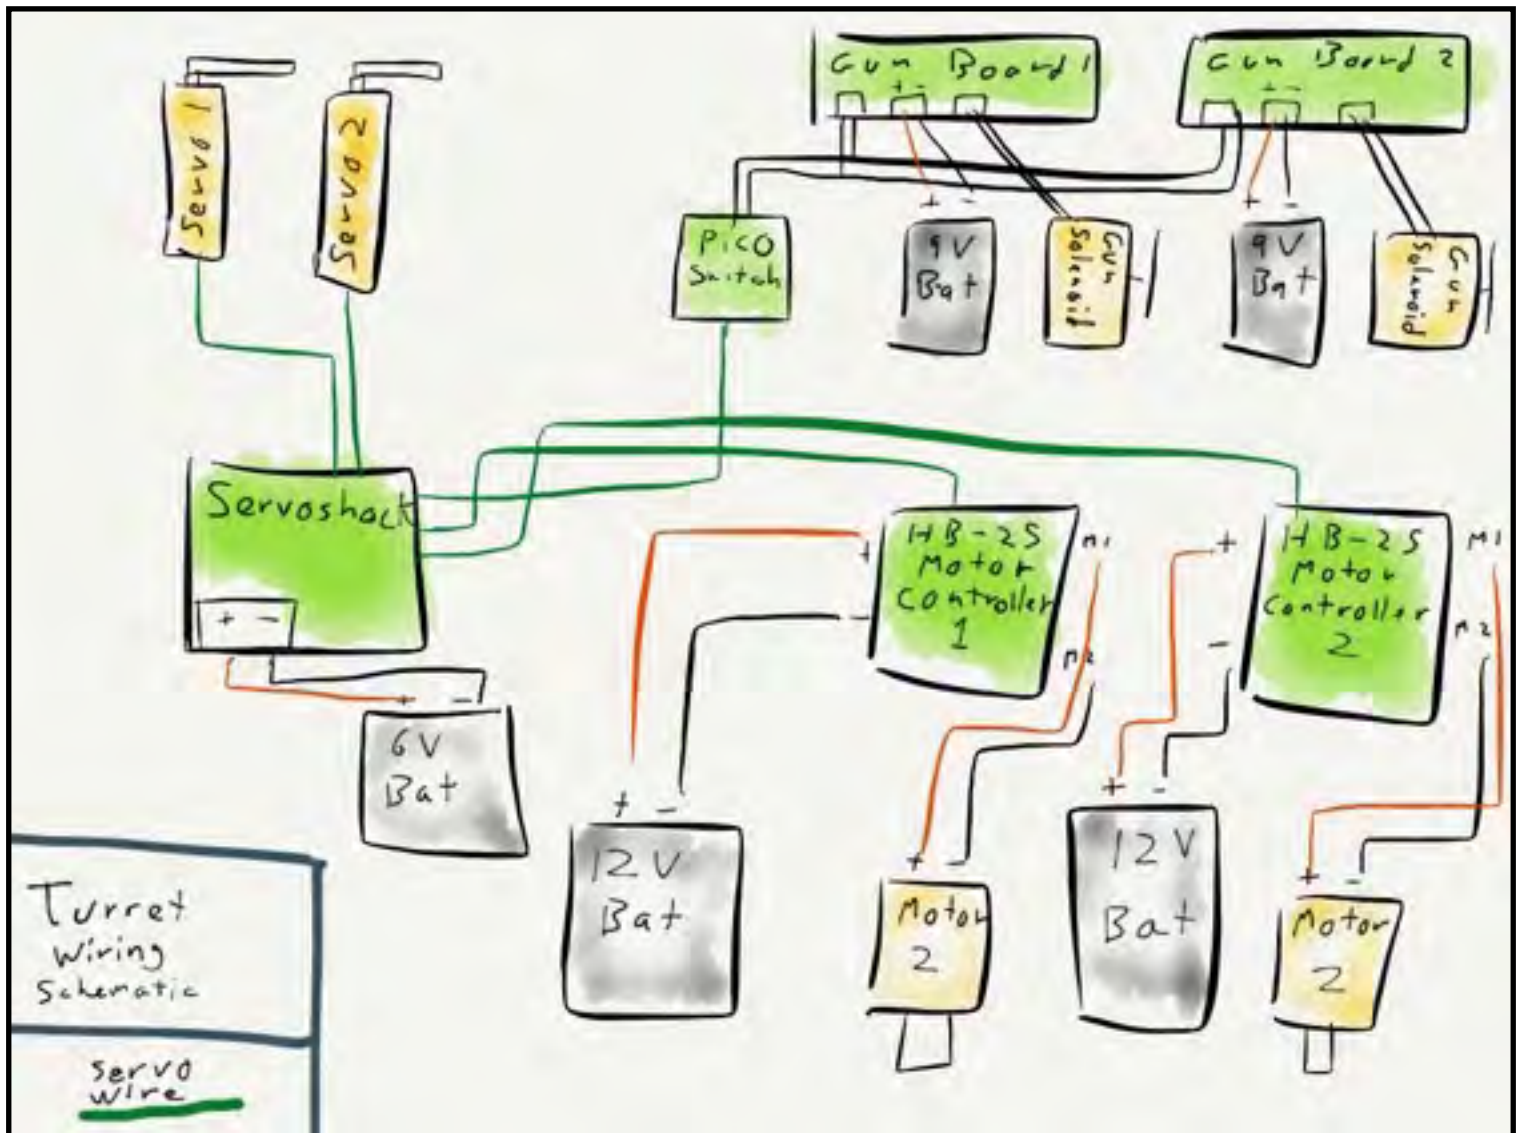 Servo 1
Servo 2
Gun Board 1
+ -
Gun Board 2
+ -
Pico
Switch
+ -
9V
Bat
Gun
Solenoid
+ -
9V
Bat
Gun
Solenoid
Servoshock
+ -
+ -
6V
Bat
HB-25
Motor
Controller
1
+
-
M1
M2
HB-25
Motor
Controller
2
+
-
M1
M2
+ -
12V
Bat
+ -
Motor
2
+ -
12V
Bat
+ -
Motor
2
Turret
Wiring
Schematic
servo
wire